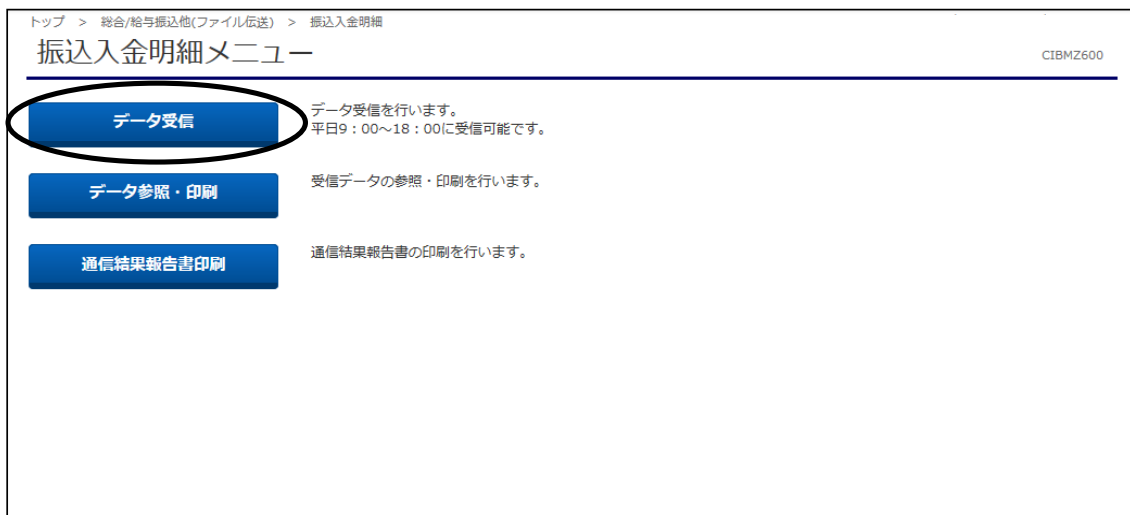 トップ > 総合/給与振込他(ファイル伝送) > 振込入金明細
振込入金明細メニュー
CIBMZ600
データ受信
データ受信を行います。
平日9：00～18：00に受信可能です。
データ参照・印刷
受信データの参照・印刷を行います。
通信結果報告書印刷
通信結果報告書の印刷を行います。